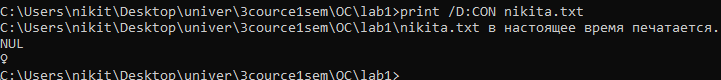 C:\Users\nikit\Desktop\univer\3cource1sem\OC\lab1>print /D:CON nikita.txt
C:\Users\nikit\Desktop\univer\3cource1sem\OC\lab1\nikita.txt в настоящее время печатается.
NUL
♀
C:\Users\nikit\Desktop\univer\3cource1sem\OC\lab1>